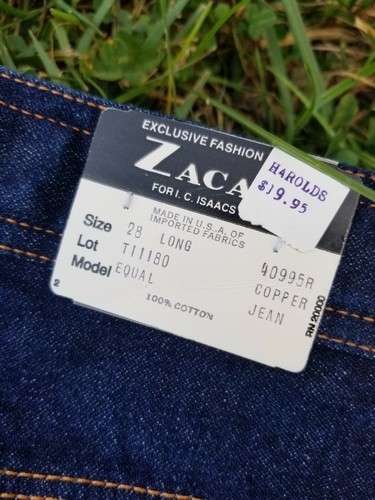 EXCLUSIVE FASHION
ZACA
FOR I. C. ISAACS
HAROLDS
$19.95
MADE IN U.S.A. OF
IMPORTED FABRICS
Size 28 LONG 40995R
Lot T11180 COPPER
Model EQUAL JEAN
2 100% COTTON RN 20000